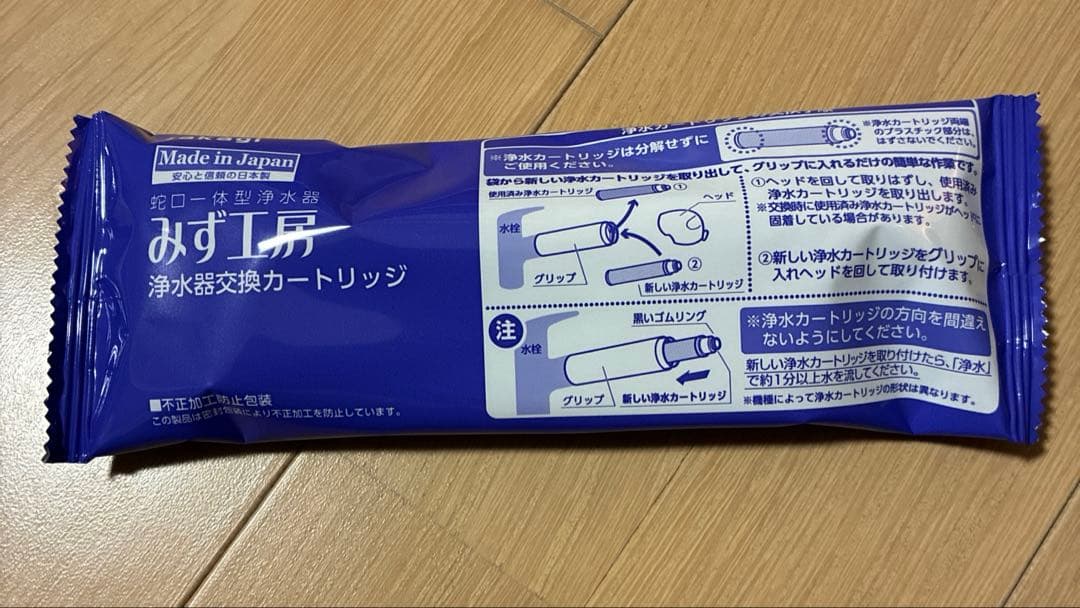 takagi
Made in Japan
安心と信頼の日本製
蛇口一体型浄水器
みず工房
浄水器交換カートリッジ
■不正加工防止包装
この製品は密封包装により不正加工を防止しています。
浄水カートリッジの
※浄水カートリッジは分解せずに
ご使用ください。
※浄水カートリッジ両端
のプラスチック部分は、
はずさないでください。
袋から新しい浄水カートリッジを取り出して、グリップに入れるだけの簡単な作業です。
使用済み浄水カートリッジ
①
ヘッド
水栓
グリップ
②
新しい浄水カートリッジ
①ヘッドを回して取りはずし、使用済み
浄水カートリッジを取り出します。
※交換時に使用済み浄水カートリッジがヘッドに
固着している場合があります。
②新しい浄水カートリッジをグリップに
入れヘッドを回して取り付けます。
注
水栓
黒いゴムリング
グリップ
新しい浄水カートリッジ
※浄水カートリッジの方向を間違え
ないようにしてください。
新しい浄水カートリッジを取り付けたら、「浄水」
で約1分以上水を流してください。
※機種によって浄水カートリッジの形状は異なります。